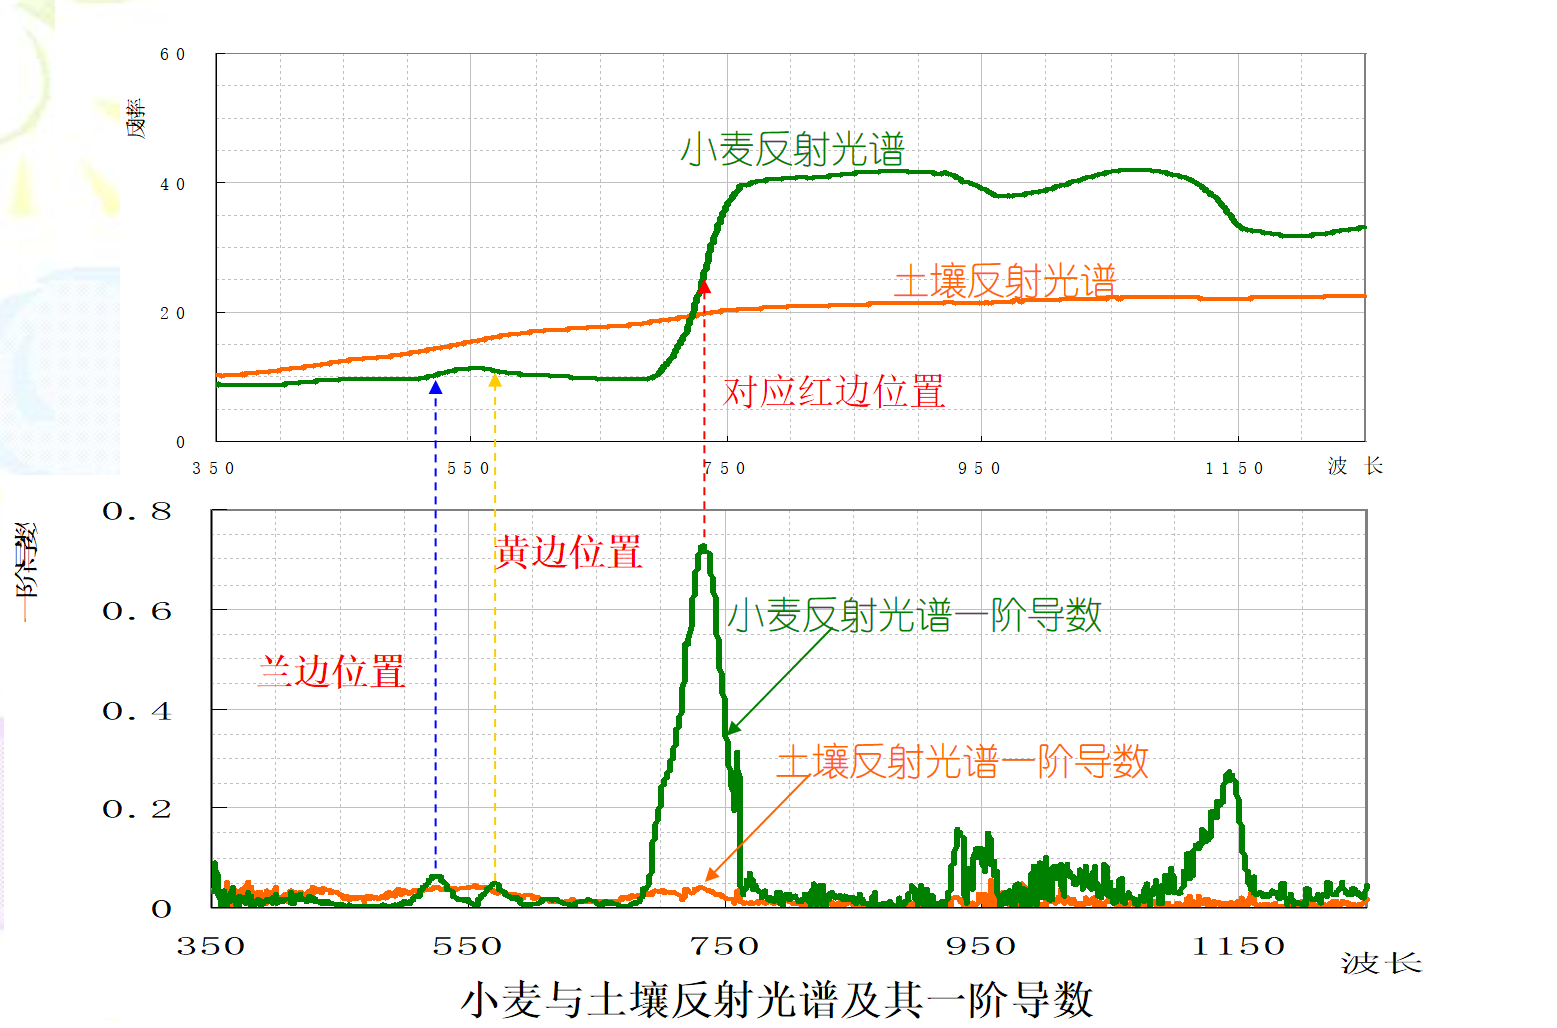 60
反射率
小麦反射光谱
40
土壤反射光谱
20
对应红边位置
0
350
550
750
950
1150
波 长
0.8
一阶导数
黄边位置
0.6
小麦反射光谱一阶导数
兰边位置
0.4
土壤反射光谱一阶导数
0.2
0
350
550
750
950
1150
波长
小麦与土壤反射光谱及其一阶导数